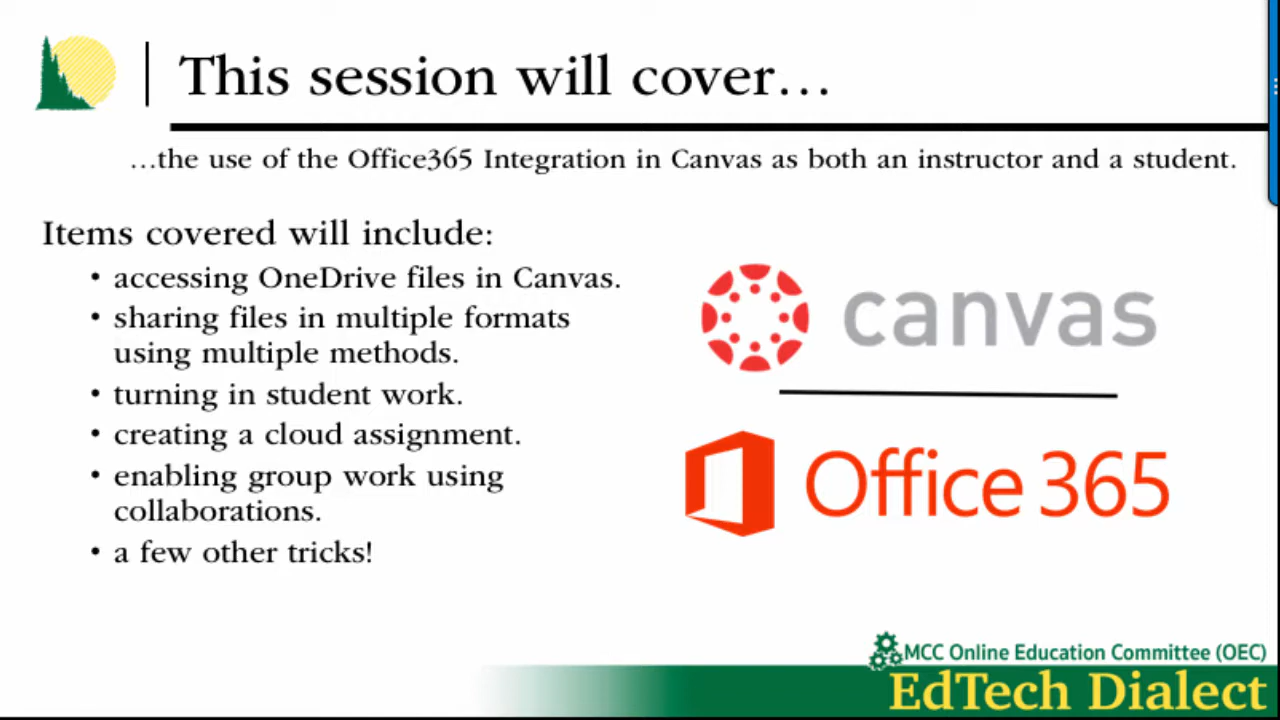 This session will cover…
…the use of the Office365 Integration in Canvas as both an instructor and a student.
Items covered will include:
• accessing OneDrive files in Canvas.
• sharing files in multiple formats
using multiple methods.
• turning in student work.
• creating a cloud assignment.
• enabling group work using
collaborations.
• a few other tricks!
canvas
Office 365
MCC Online Education Committee (OEC)
EdTech Dialect